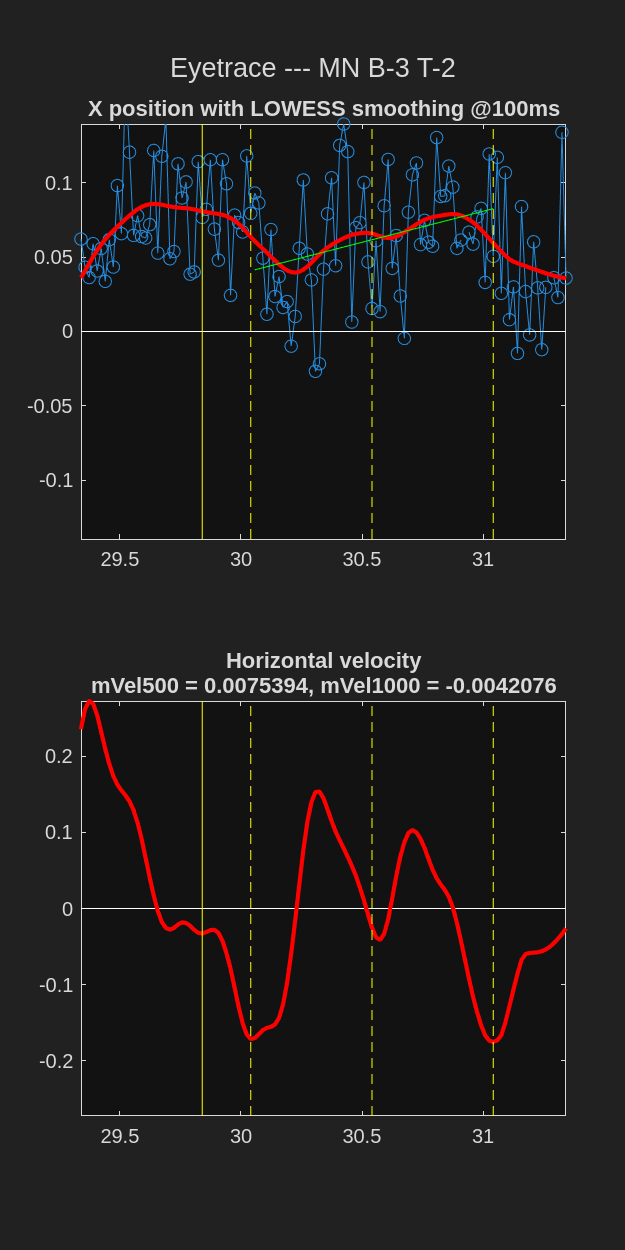 Eyetrace --- MN B-3 T-2
X position with LOWESS smoothing @100ms
0.1
0.05
0
-0.05
-0.1
29.5 30 30.5 31
Horizontal velocity
mVel500 = 0.0075394, mVel1000 = -0.0042076
0.2
0.1
0
-0.1
-0.2
29.5 30 30.5 31